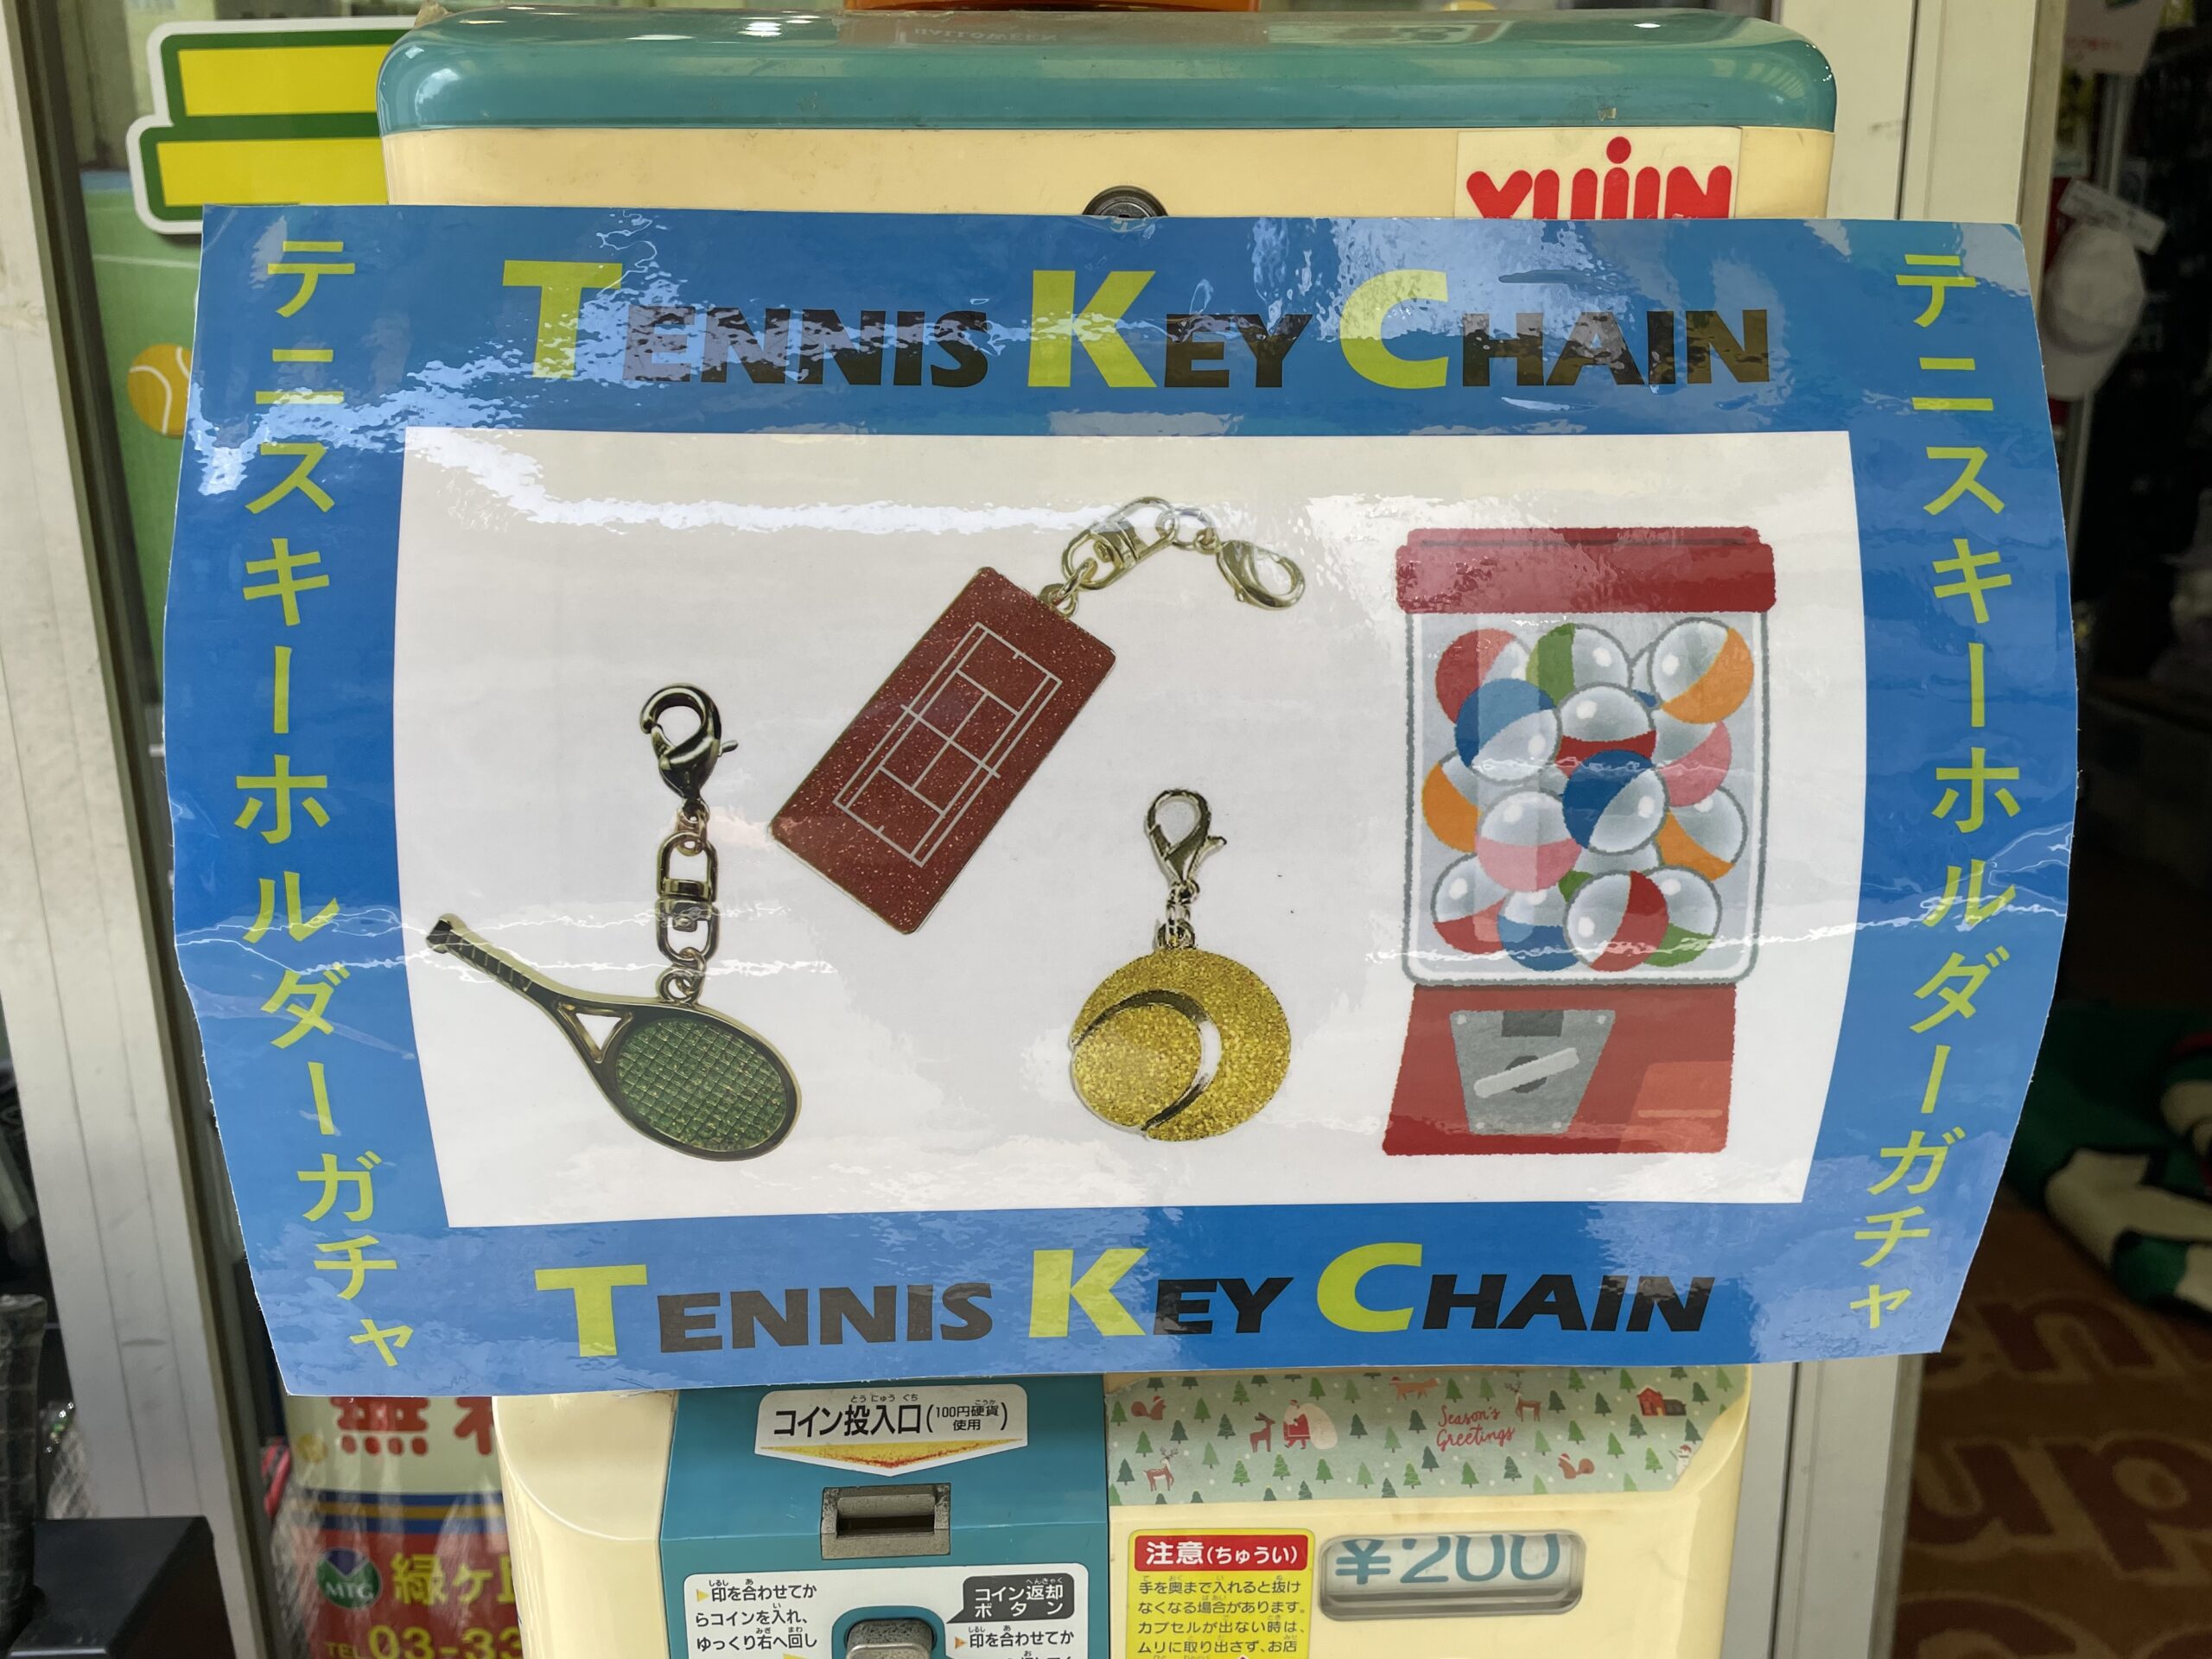 YUJIN
TENNIS KEY CHAIN
テニスキーホルダーガチャ
テニスキーホルダーガチャ
TENNIS KEY CHAIN
コイン投入口(100円硬貨使用)
Season's
Greetings
注意(ちゅうい)
手を奥まで入れると抜け
なくなる場合があります。
カプセルが出ない時は、
ムリに取り出さず、お店
¥200
印を合わせてか
らコインを入れ、
ゆっくり右へ回し
コイン返却
ボタン
印を合わせてか
無
MTG
緑ヶ
TEL 03-33